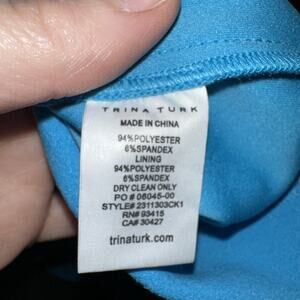 TRINA TURK
MADE IN CHINA
94%POLYESTER
6%SPANDEX
LINING
94%POLYESTER
6%SPANDEX
DRY CLEAN ONLY
PO # 06045-00
STYLE# 2311303CK1
RN# 93415
CA# 30427
trinaturk.com